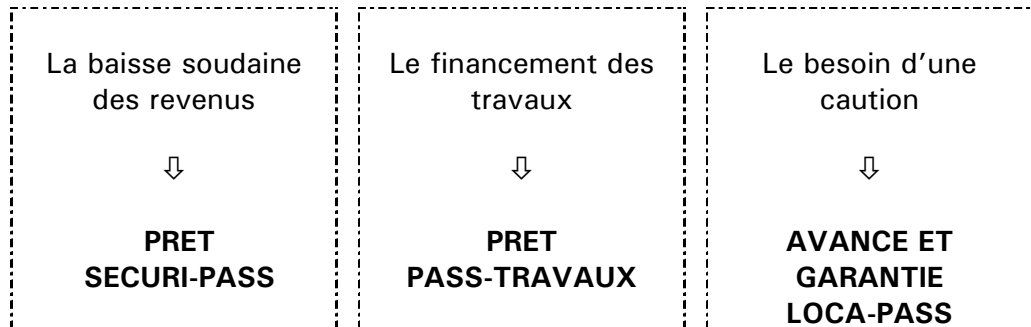 La baisse soudaine
des revenus
⇩
PRET
SECURI-PASS
Le financement des
travaux
⇩
PRET
PASS-TRAVAUX
Le besoin d’une
caution
⇩
AVANCE ET
GARANTIE
LOCA-PASS